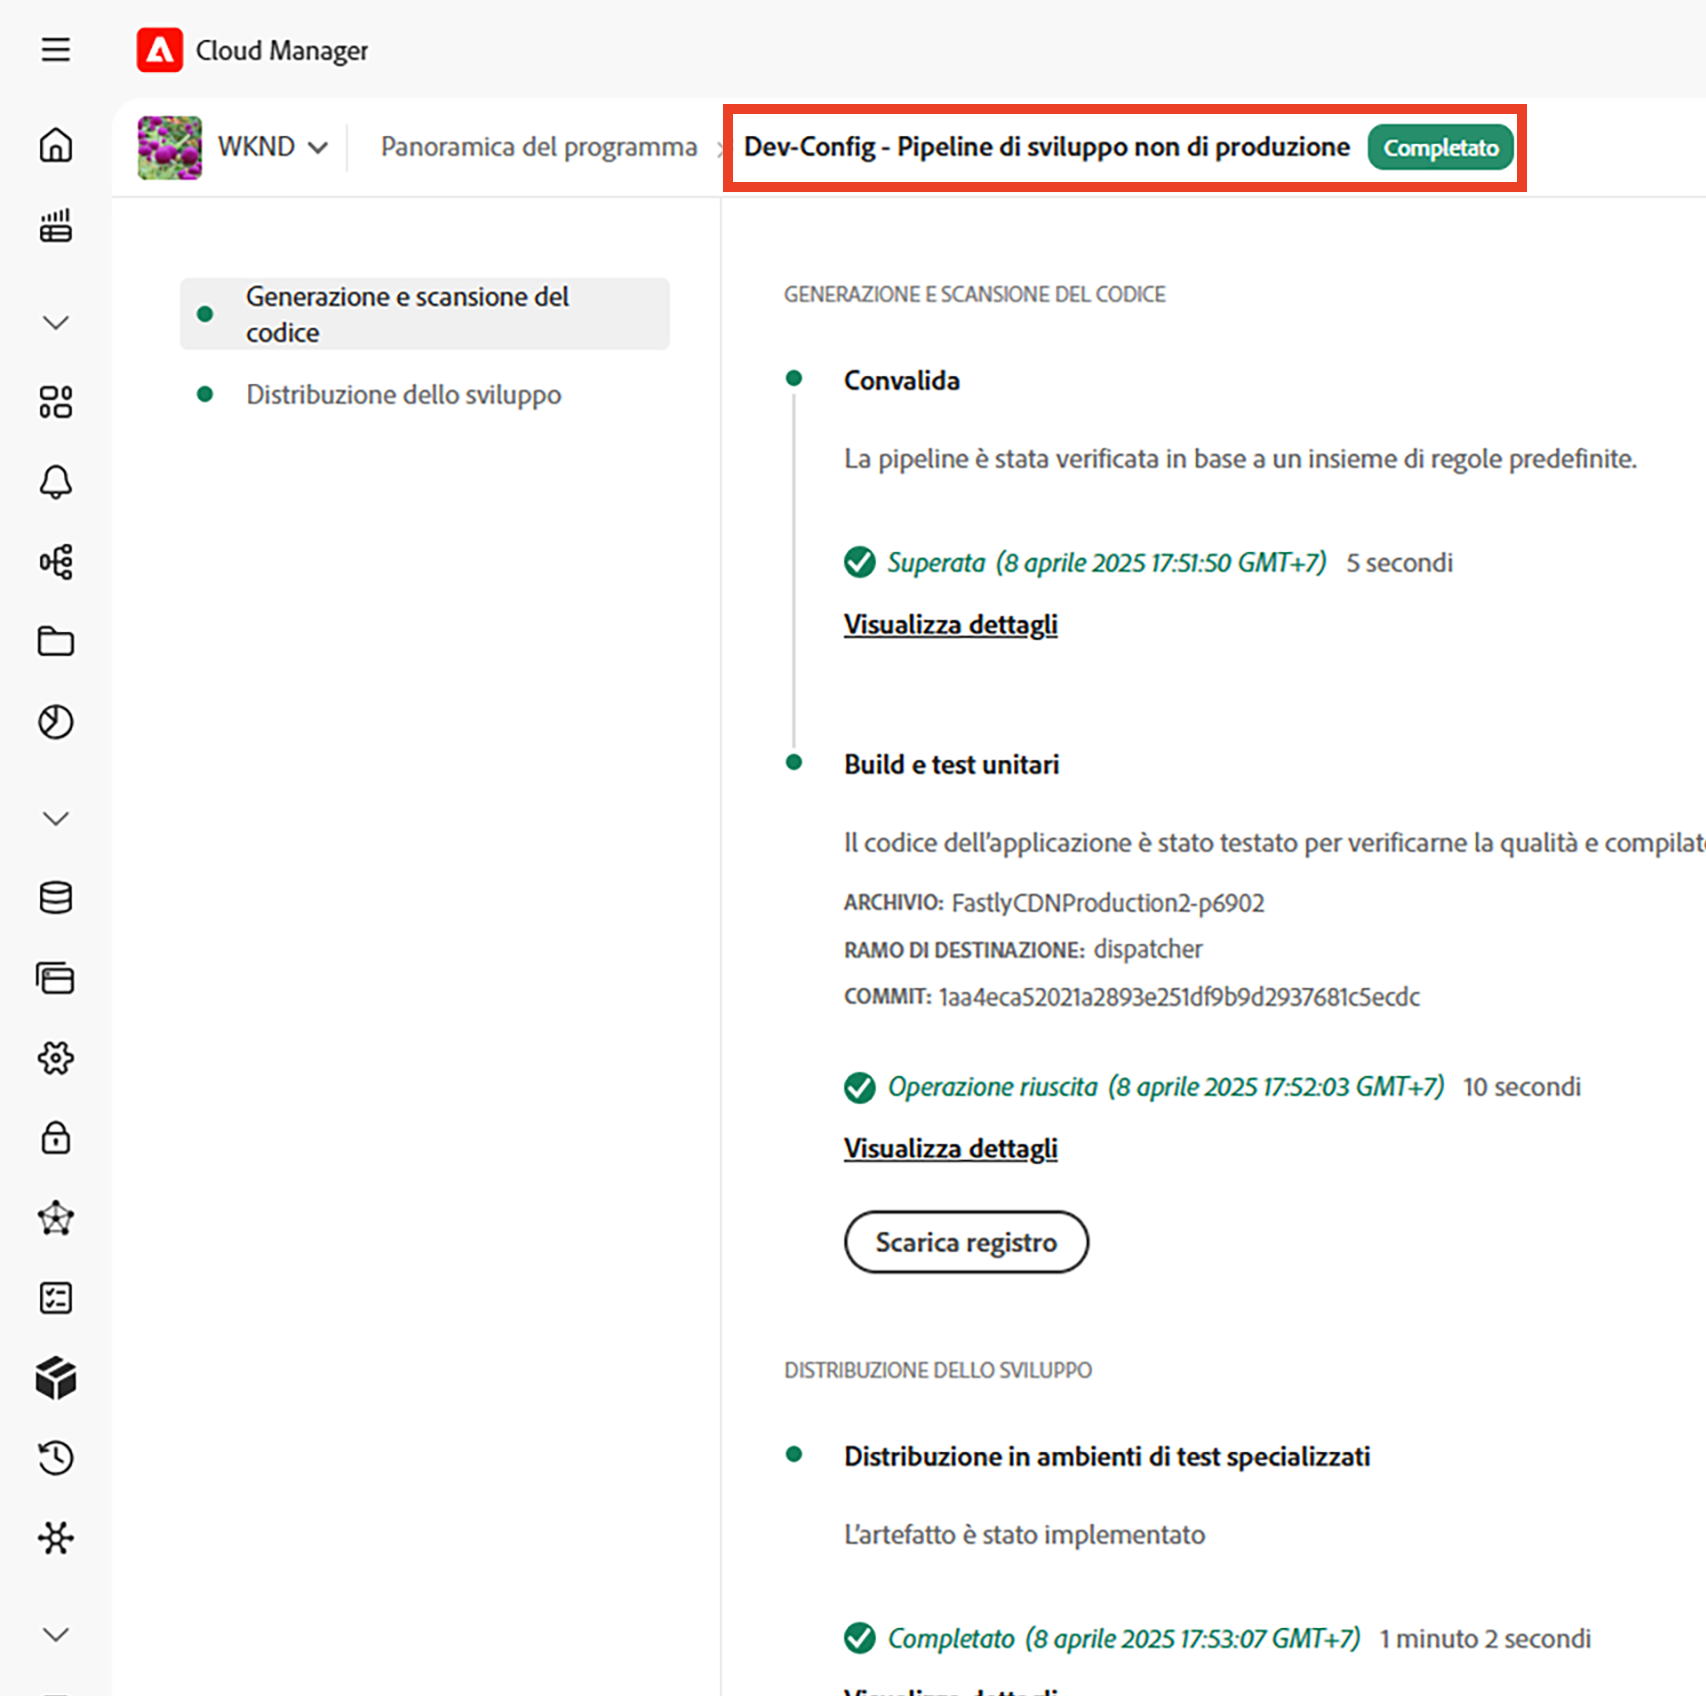 Cloud Manager
WKND
Panoramica del programma
Dev-Config - Pipeline di sviluppo non di produzione
Completato
Generazione e scansione del
codice
Distribuzione dello sviluppo
GENERAZIONE E SCANSIONE DEL CODICE
Convalida
La pipeline è stata verificata in base a un insieme di regole predefinite.
Superata (8 aprile 2025 17:51:50 GMT+7) 5 secondi
Visualizza dettagli
Build e test unitari
Il codice dell'applicazione è stato testato per verificarne la qualità e
ARCHIVIO: FastlyCDNProduction2-p6902
RAMO DI DESTINAZIONE: dispatcher
COMMIT: 1aa4eca52021a2893e251df9b9d2937681c5ecdc
Operazione riuscita (8 aprile 2025 17:52:03 GMT+7) 10 secondi
Visualizza dettagli
Scarica registro
DISTRIBUZIONE DELLO SVILUPPO
Distribuzione in ambienti di test specializzati
L'artefatto è stato implementato
Completato (8 aprile 2025 17:53:07 GMT+7) 1 minuto 2 secondi